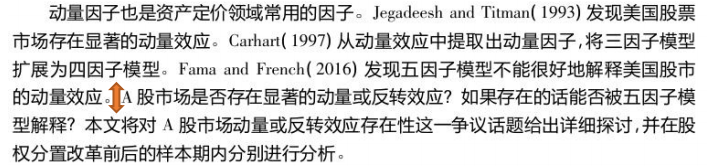 动量因子也是资产定价领域常用的因子。Jegadeesh and Titman(1993)发现美国股票
市场存在显著的动量效应。Carhart(1997)从动量效应中提取出动量因子,将三因子模型
扩展为四因子模型。Fama and French(2016)发现五因子模型不能很好地解释美国股市
的动量效应。A 股市场是否存在显著的动量或反转效应? 如果存在的话能否被五因子模
型解释? 本文将对 A 股市场动量或反转效应存在性这一争议话题给出详细探讨,并在股
权分置改革前后的样本期内分别进行分析。